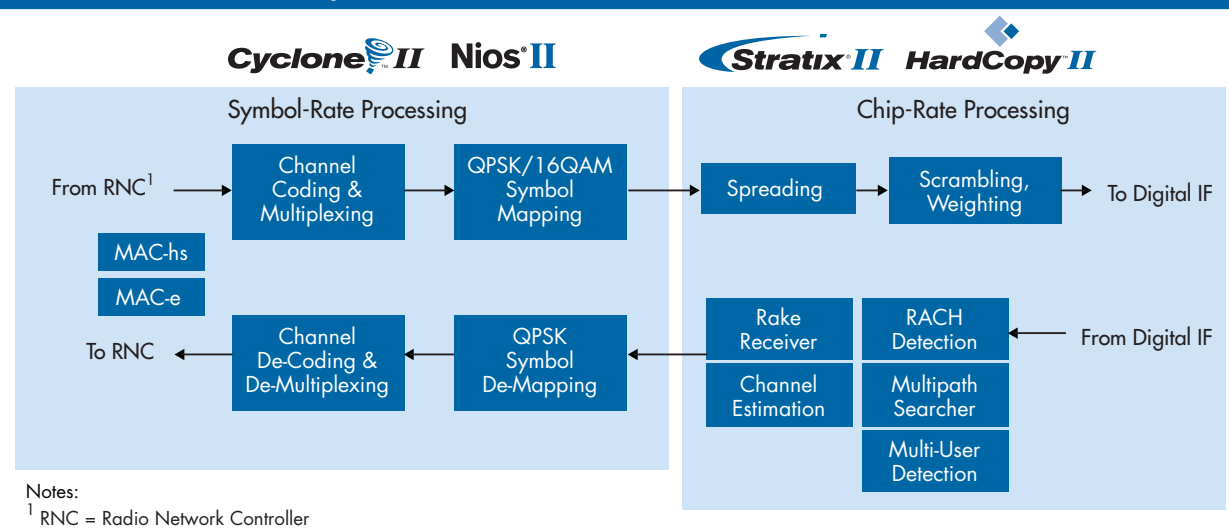 Cyclone™ II Nios® II Stratix® II HardCopy™ II
Symbol-Rate Processing
Chip-Rate Processing
From RNC1
Channel
Coding &
Multiplexing
QPSK/16QAM
Symbol
Mapping
Spreading
Scrambling,
Weighting
To Digital IF
MAC-hs
MAC-e
To RNC
Channel
De-Coding &
De-Multiplexing
QPSK
Symbol
De-Mapping
Rake
Receiver
RACH
Detection
From Digital IF
Channel
Estimation
Multipath
Searcher
Multi-User
Detection
Notes:
1 RNC = Radio Network Controller